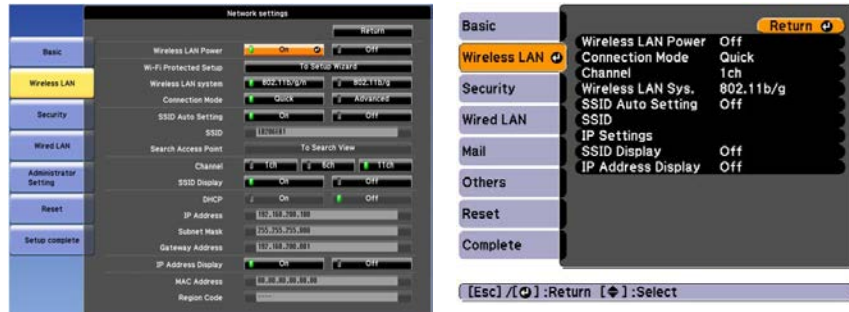 Network settings
Return
Basic
Wireless LAN
Security
Wired LAN
Administrator
Setting
Reset
Setup complete
Wireless LAN Power On Off
Wi-Fi Protected Setup To Setup Wizard
Wireless LAN system 802.11b/g/n 802.11b/g
Connection Mode Quick Advanced
SSID Auto Setting On Off
SSID
Search Access Point To Search View
Channel 1ch 6ch 11ch
SSID Display On Off
DHCP On Off
IP Address 192.168.200.100
Subnet Mask 255.255.255.000
Gateway Address 192.168.200.001
IP Address Display On Off
MAC Address 00.00.00.00.00.00
Region Code ----
Basic
Wireless LAN
Security
Wired LAN
Mail
Others
Reset
Complete
Return
Wireless LAN Power Off
Connection Mode Quick
Channel 1ch
Wireless LAN Sys. 802.11b/g
SSID Auto Setting Off
SSID
IP Settings
SSID Display Off
IP Address Display Off
[Esc] /[⏎] :Return [◆] :Select